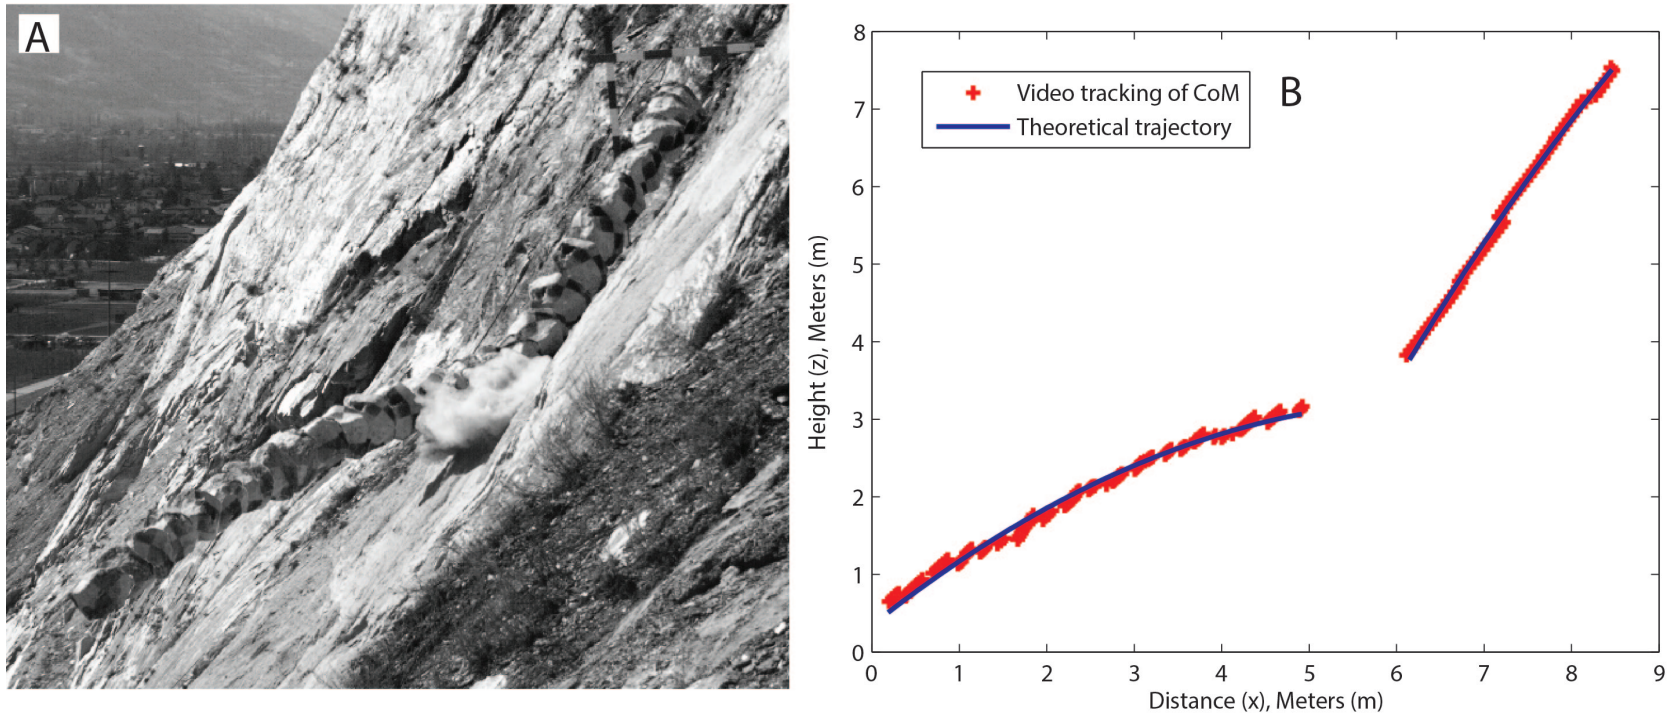 A
B
Video tracking of CoM
Theoretical trajectory
8
7
6
5
4
3
2
1
0
Height (z), Meters (m)
0 1 2 3 4 5 6 7 8 9
Distance (x), Meters (m)